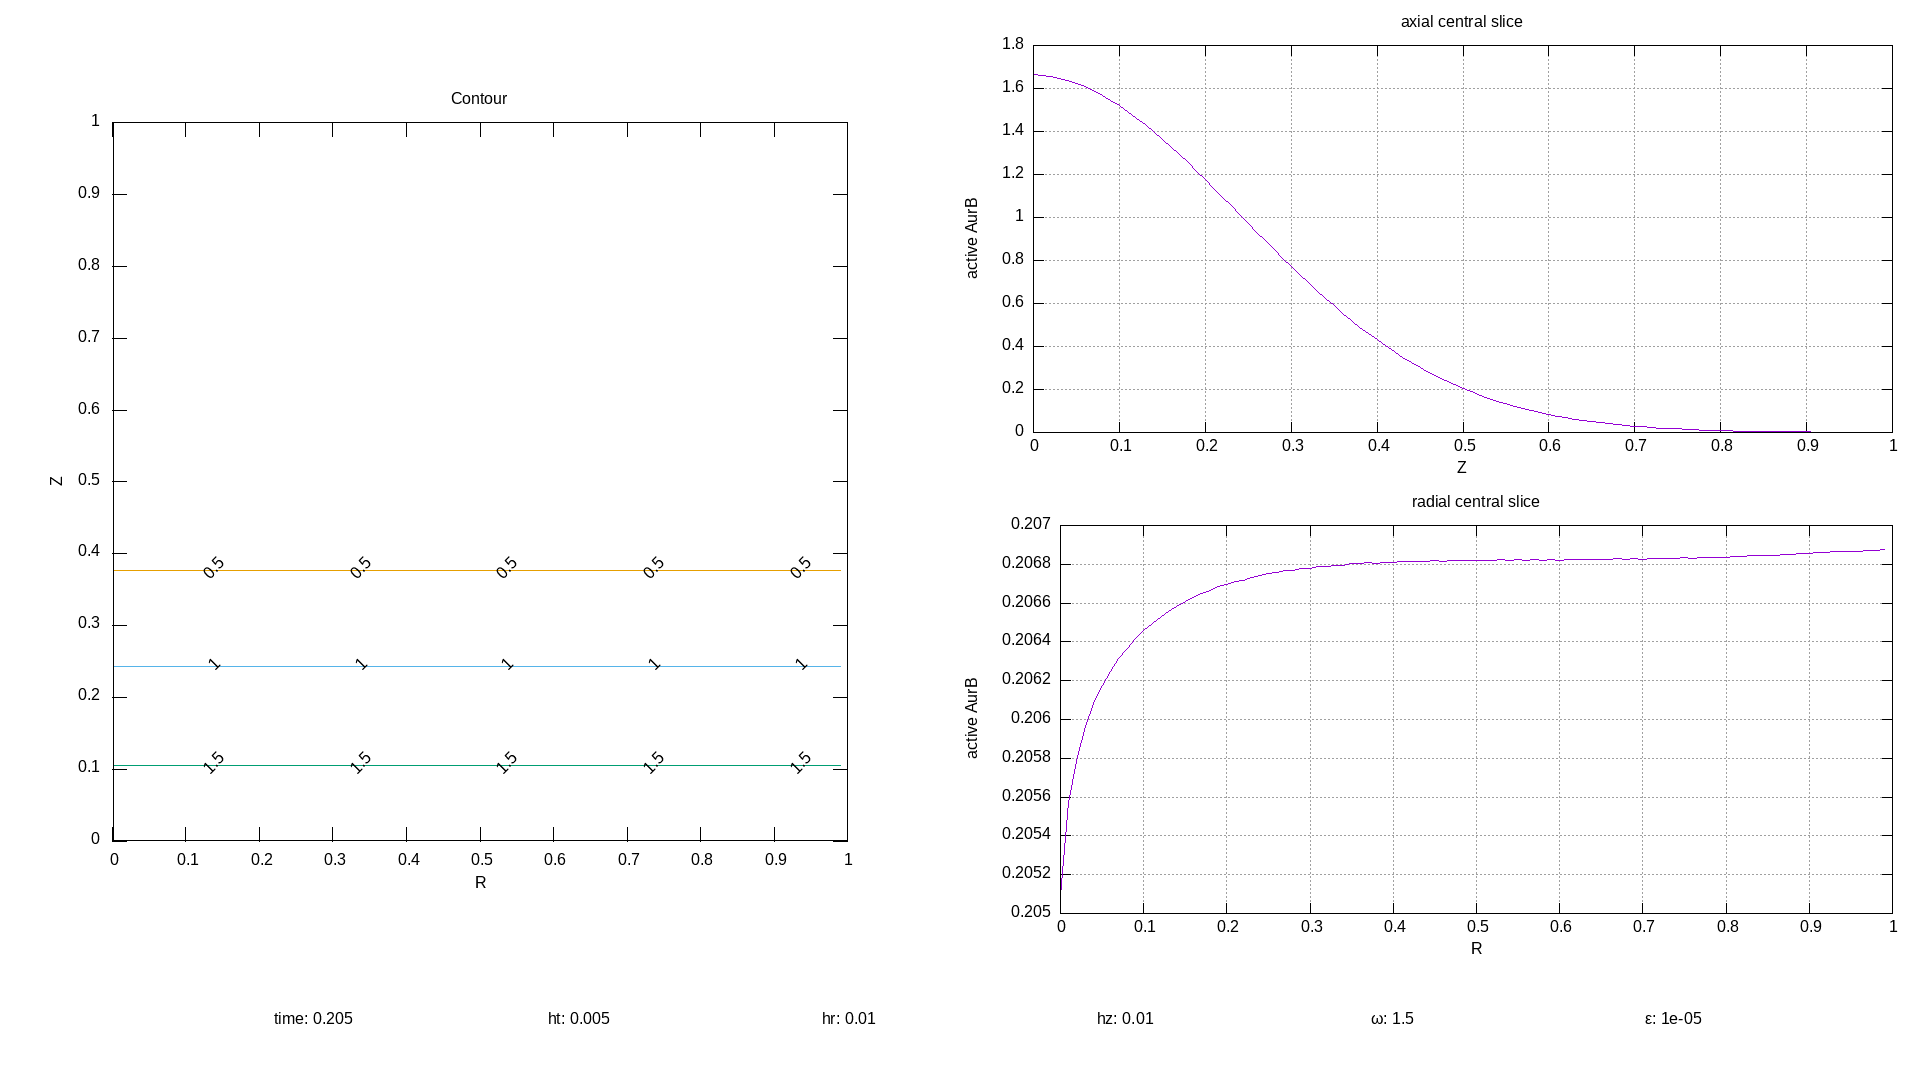 Contour
1
0.9
0.8
0.7
0.6
0.5
0.4
0.3
0.2
0.1
0
Z
0.5 0.5 0.5 0.5 0.5
1 1 1 1 1
1.5 1.5 1.5 1.5 1.5
0 0.1 0.2 0.3 0.4 0.5 0.6 0.7 0.8 0.9 1
R
axial central slice
1.8
1.6
1.4
1.2
1
0.8
0.6
0.4
0.2
0
active AurB
0 0.1 0.2 0.3 0.4 0.5 0.6 0.7 0.8 0.9 1
Z
radial central slice
0.207
0.2068
0.2066
0.2064
0.2062
0.206
0.2058
0.2056
0.2054
0.2052
0.205
active AurB
0 0.1 0.2 0.3 0.4 0.5 0.6 0.7 0.8 0.9 1
R
time: 0.205 ht: 0.005 hr: 0.01 hz: 0.01 ω: 1.5 ε: 1e-05